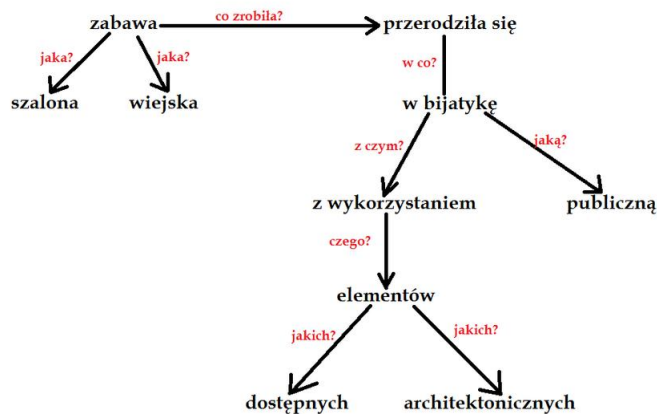 zabawa co zrobiła? przerodziła się
jaka? jaka? w co?
szalona wiejska w bijatykę
z czym? jaką?
z wykorzystaniem publiczną
czego?
elementów
jakich? jakich?
dostępnych architektonicznych